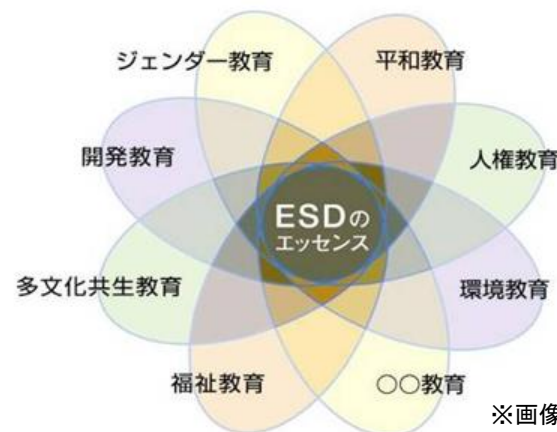 ジェンダー教育
平和教育
開発教育
人権教育
ESDの
エッセンス
多文化共生教育
環境教育
福祉教育
○○教育
※画像